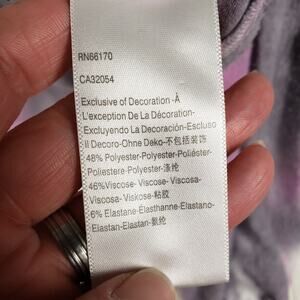 RN66170
CA32054
Exclusive of Decoration -À
L'exception De La Décoration-
Excluyendo La Decoración-Escluso
Il Decoro-Ohne Deko-不包括装饰
48% Polyester-Polyester-Poliéster-
Poliestere-Polyester-涤纶
46%Viscose- Viscose- Viscosa-
Viscosa- Viskose-粘胶
6% Elastane-Élasthanne-Elastano-
Elastan-Elastan-氨纶